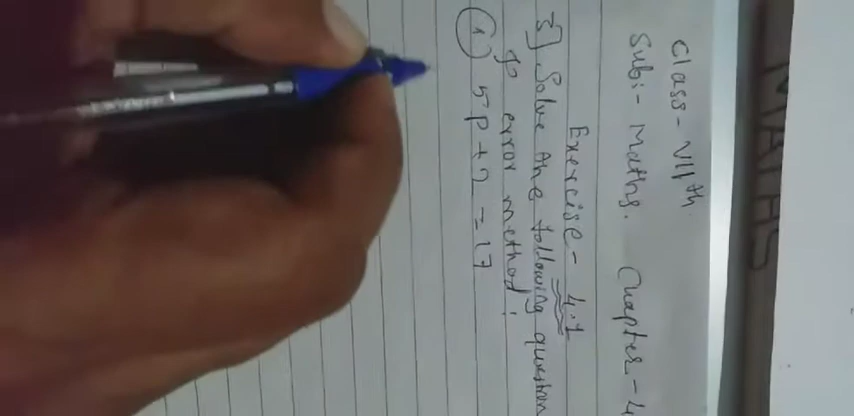 MATHS
Class - VIIth
Sub:- Maths. Chapter - 4
Exercise - 4.1
3] Solve the following question
& error method:
(1) 5p + 2 = 17